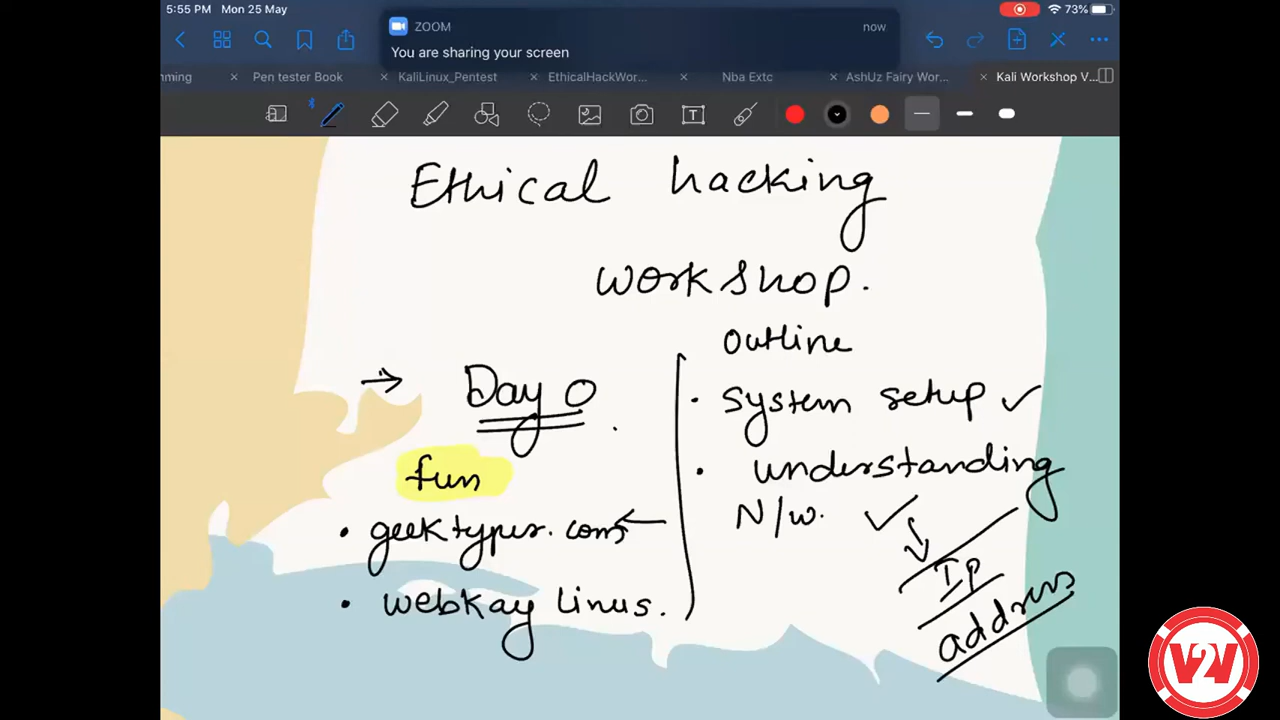 5:55 PM Mon 25 May
73%
ZOOM
now
You are sharing your screen
mming
Pen tester Book
KaliLinux_Pentest
EthicalHackWor...
Nba Extc
AshUz Fairy Wor...
Kali Workshop V...
T
Ethical hacking
workshop.
→ Day 0
fun
• geektyper.com ←
• webkay linus.
outline
• system setup ✓
• understanding
N/w. ✓
Ip
address
V2V